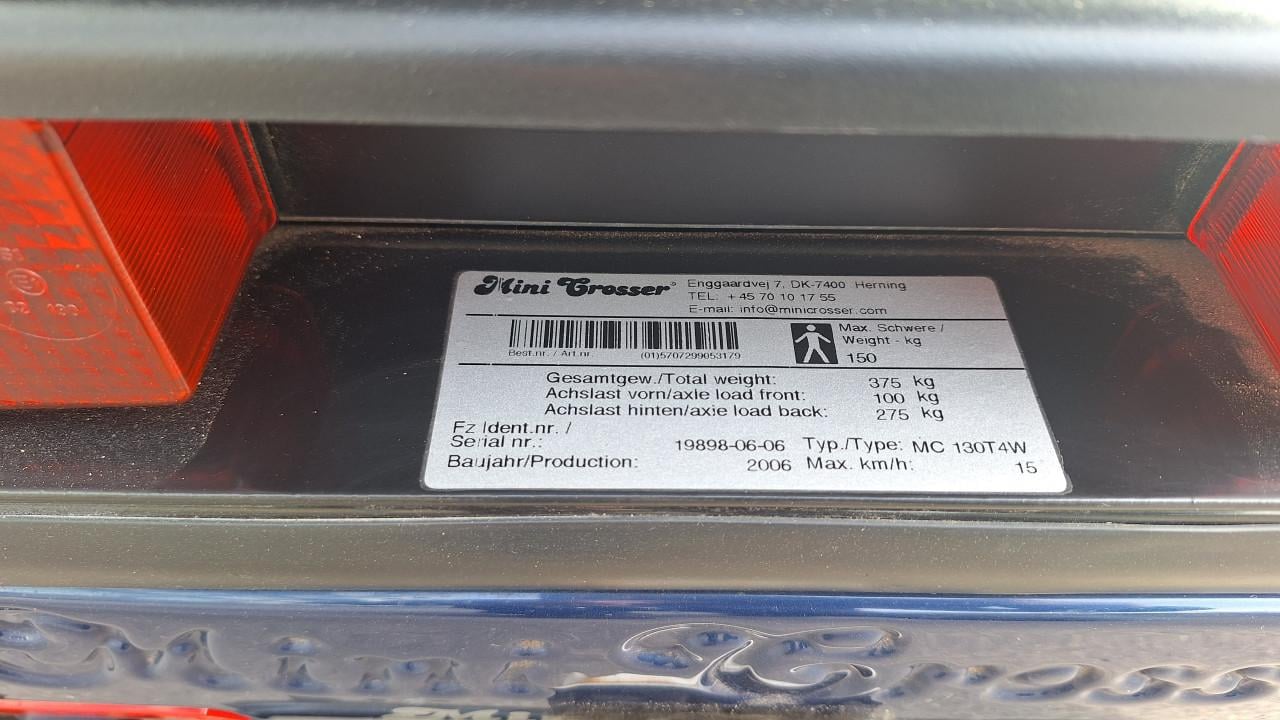 Mini Crosser®
Enggaardvej 7, DK-7400 Herning
TEL: +45 70 10 17 55
E-mail: info@minicrosser.com
Best.nr. / Art.nr. (01)5707299053179
Max. Schwere /
Weight - kg
150
Gesamtgew./Total weight: 375 kg
Achslast vorn/axle load front: 100 kg
Achslast hinten/axle load back: 275 kg
Fz Ident.nr. /
Serial nr.: 19898-06-06 Typ./Type: MC 130T4W
Baujahr/Production: 2006 Max. km/h: 15
Mini Cross